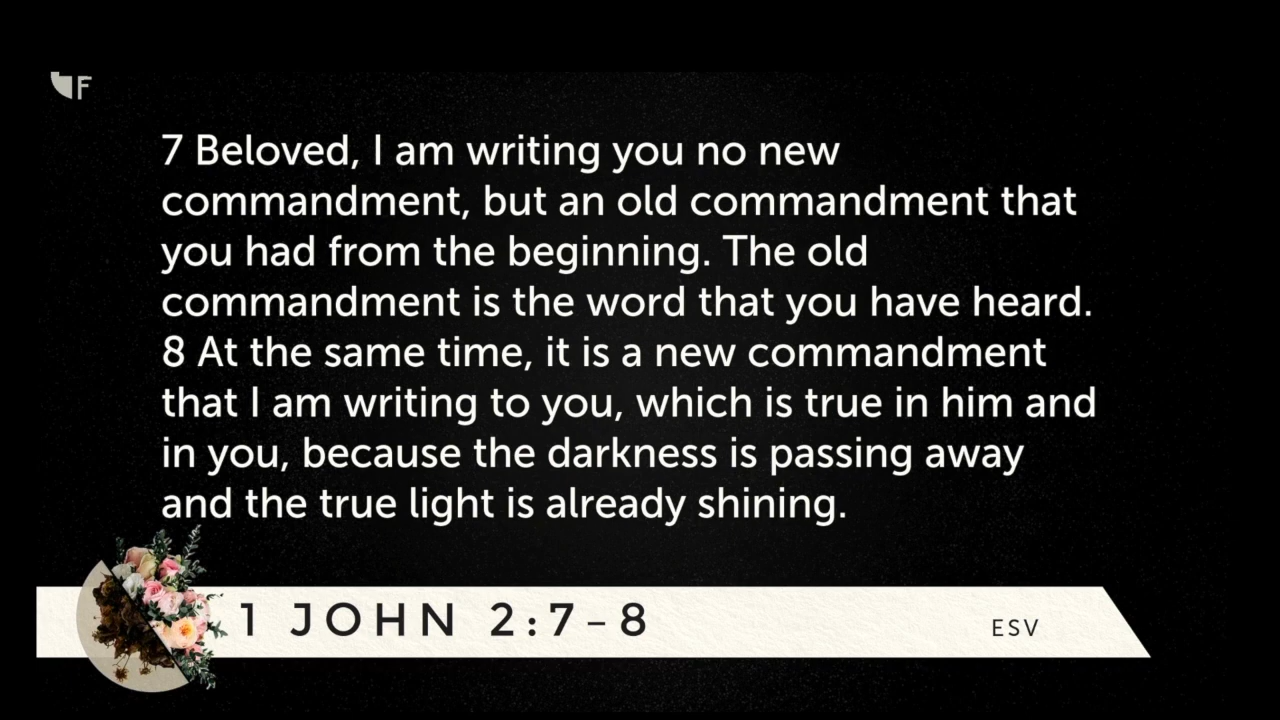 F
7 Beloved, I am writing you no new
commandment, but an old commandment that
you had from the beginning. The old
commandment is the word that you have heard.
8 At the same time, it is a new commandment
that I am writing to you, which is true in him and
in you, because the darkness is passing away
and the true light is already shining.
1 JOHN 2:7–8
ESV